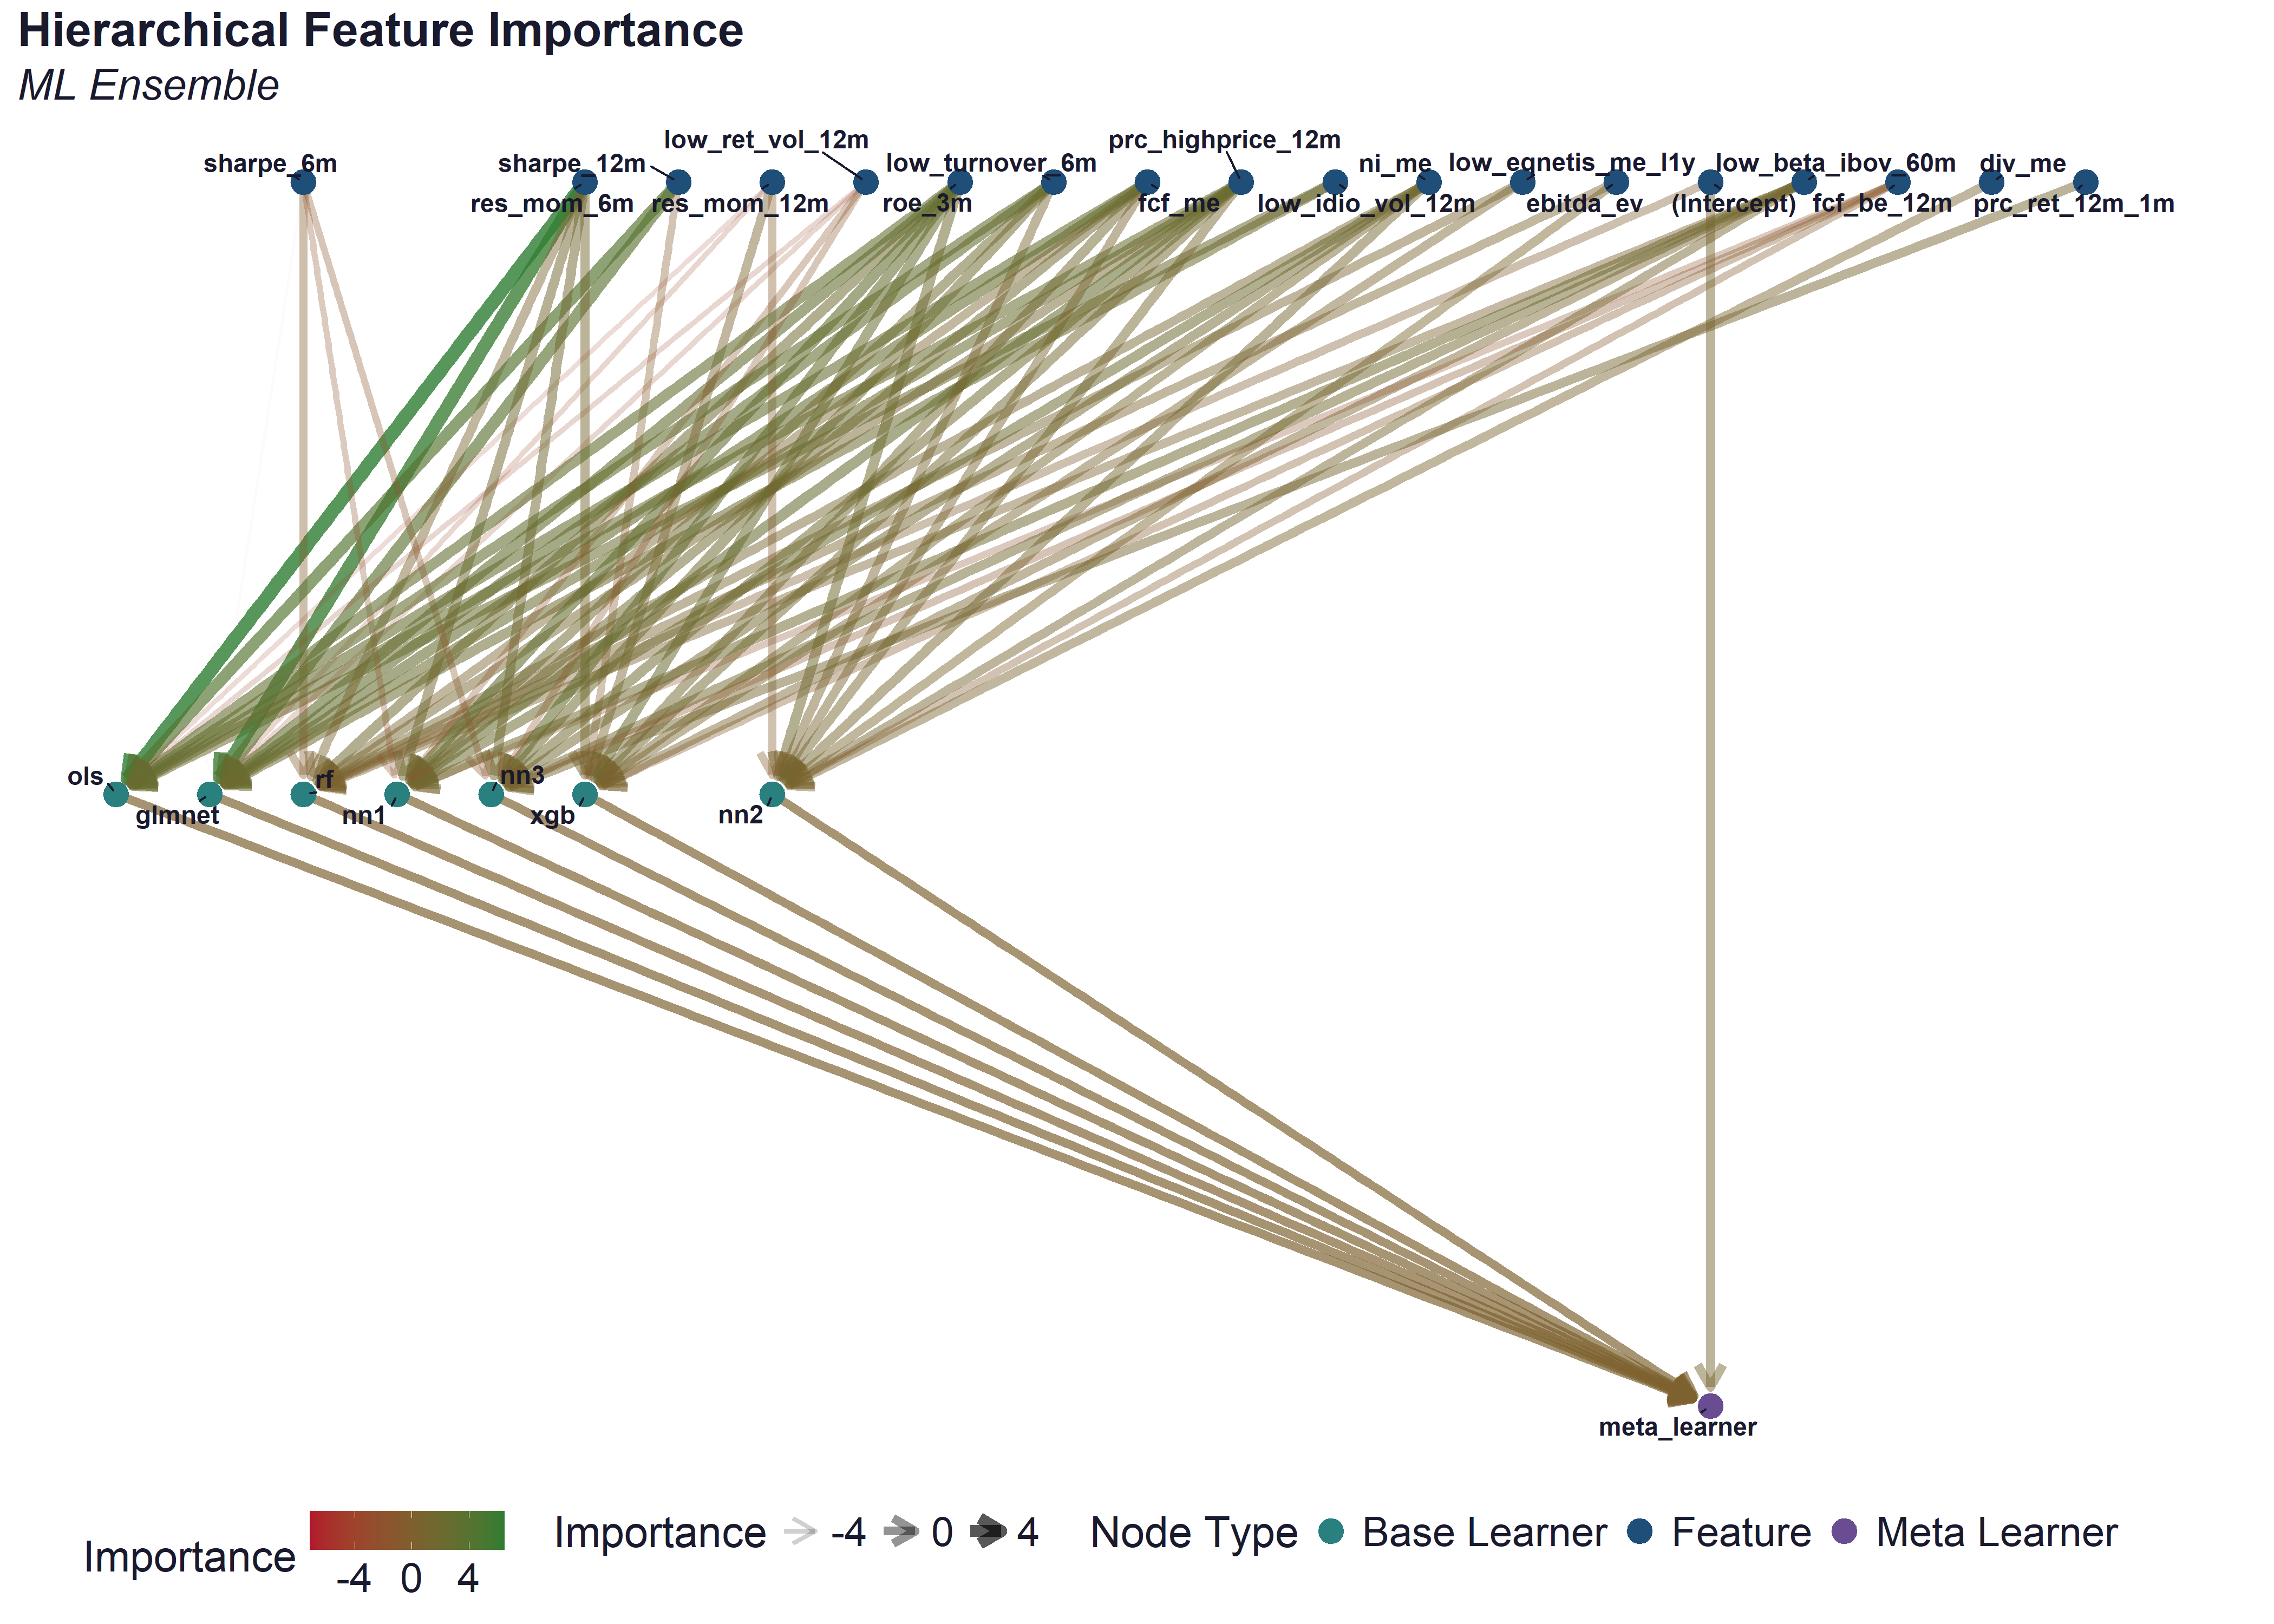 Hierarchical Feature Importance
ML Ensemble
low_ret_vol_12m prc_highprice_12m
sharpe_6m sharpe_12m low_turnover_6m ni_me low_eqnetis_me_l1y low_beta_ibov_60m div_me
res_mom_6m res_mom_12m roe_3m fcf_me low_idio_vol_12m ebitda_ev (Intercept) fcf_be_12m prc_ret_12m_1m
ols rf nn3
glmnet nn1 xgb nn2
meta_learner
Importance -4 0 4
Importance -4 0 4
Node Type Base Learner Feature Meta Learner